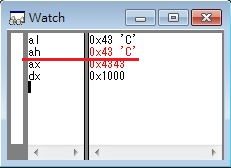 Watch
al 0x43 'C'
ah 0x43 'C'
ax 0x4343
dx 0x1000